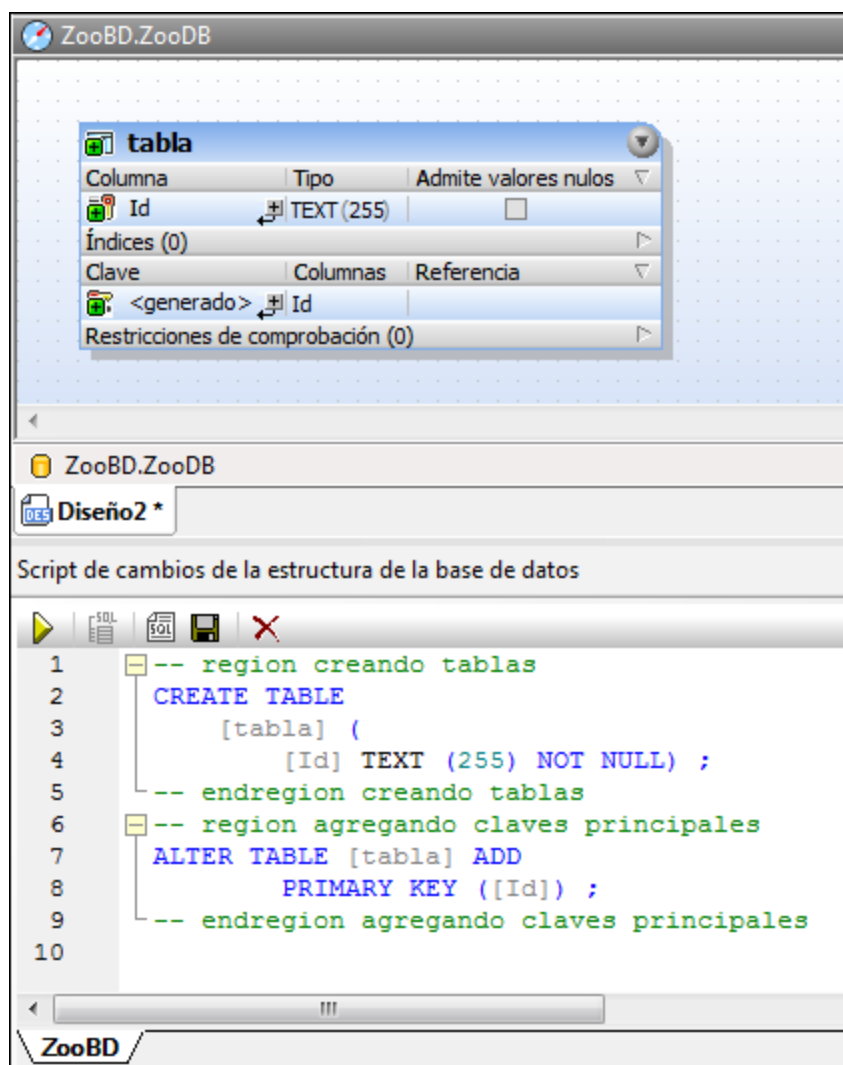 ZooBD.ZooDB
tabla
Columna Tipo Admite valores nulos
Id TEXT (255)
Índices (0)
Clave Columnas Referencia
<generado> Id
Restricciones de comprobación (0)
ZooBD.ZooDB
DES Diseño2 *
Script de cambios de la estructura de la base de datos
SQL SQL
1 -- region creando tablas
2 CREATE TABLE
3 [tabla] (
4 [Id] TEXT (255) NOT NULL) ;
5 -- endregion creando tablas
6 -- region agregando claves principales
7 ALTER TABLE [tabla] ADD
8 PRIMARY KEY ([Id]) ;
9 -- endregion agregando claves principales
10
ZooBD